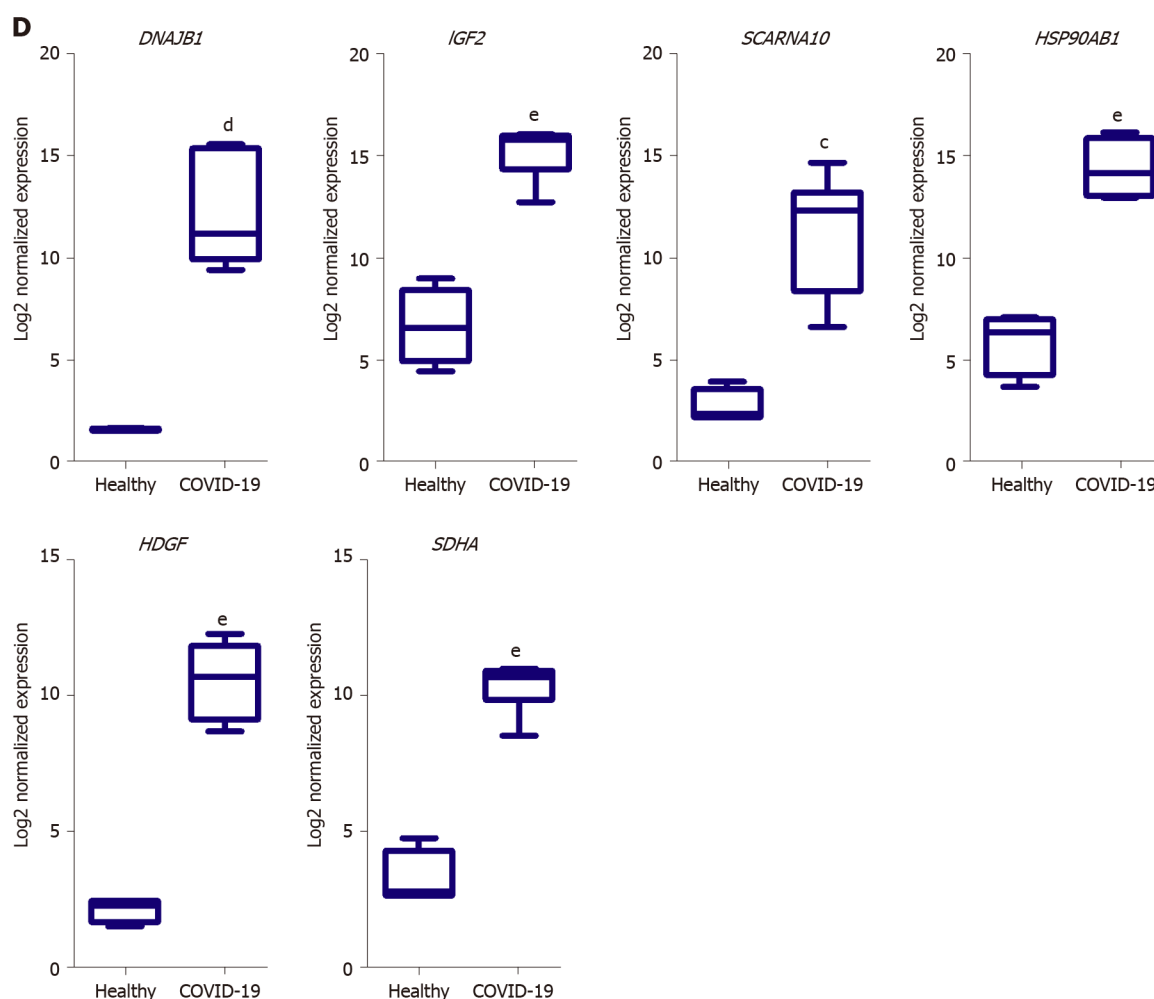 D
DNAJB1
IGF2
SCARNA10
HSP90AB1
20
15
10
5
0
Log2 normalized expression
d
Healthy
COVID-19
20
15
10
5
0
Log2 normalized expression
e
Healthy
COVID-19
20
15
10
5
0
Log2 normalized expression
c
Healthy
COVID-19
20
15
10
5
0
Log2 normalized expression
e
Healthy
COVID-19
HDGF
SDHA
15
10
5
0
Log2 normalized expression
e
Healthy
COVID-19
15
10
5
0
Log2 normalized expression
e
Healthy
COVID-19